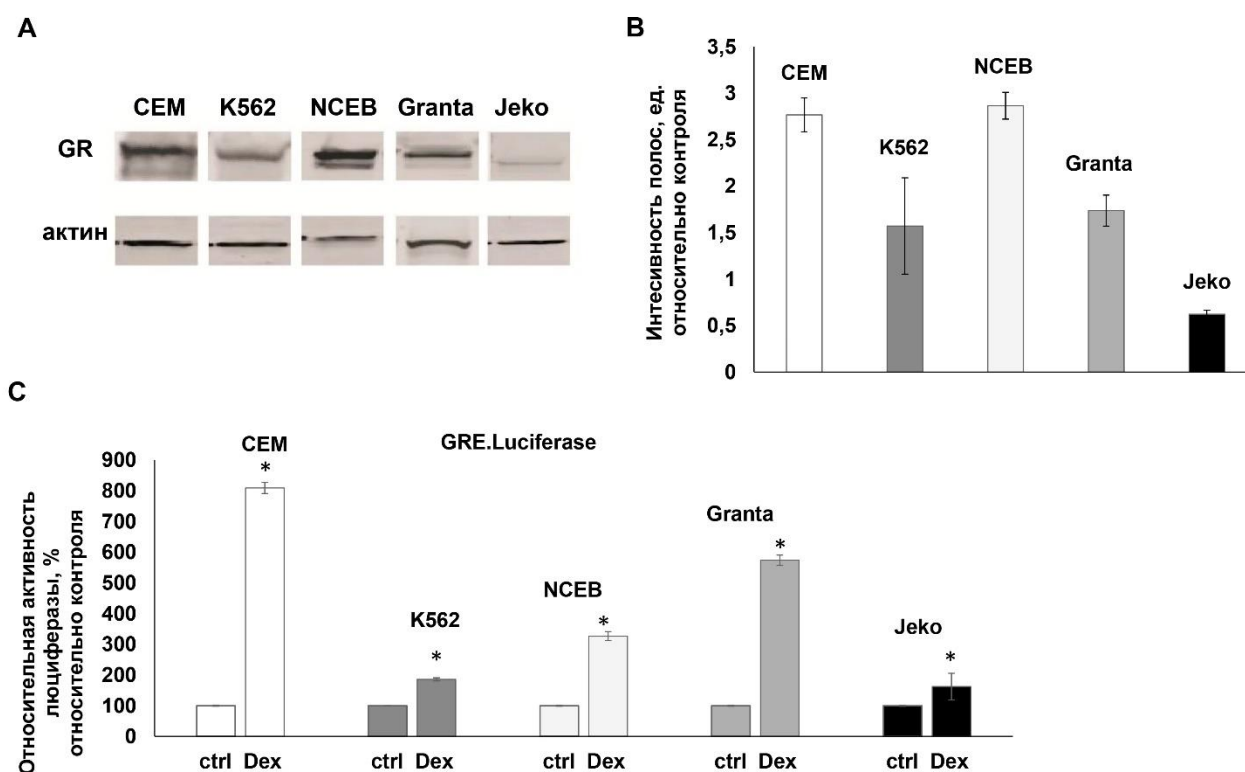 A
CEM K562 NCEB Granta Jeko
GR
актин
B
Интесивность полос, ед.
относительно контроля
3,5
3
2,5
2
1,5
1
0,5
0
CEM
K562
NCEB
Granta
Jeko
C
GRE.Luciferase
Относительная активность
люциферазы, %
относительно контроля
900
800
700
600
500
400
300
200
100
0
CEM
*
K562
*
NCEB
*
Granta
*
Jeko
*
ctrl Dex ctrl Dex ctrl Dex ctrl Dex ctrl Dex